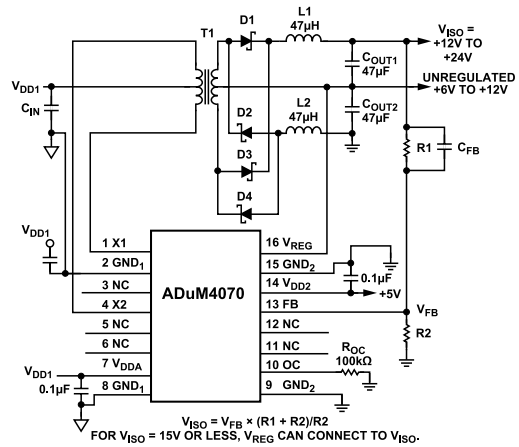 T1
D1
L1
47µH
V_ISO =
+12V TO
+24V
C_OUT1
47µF
V_DD1
C_IN
UNREGULATED
+6V TO +12V
C_OUT2
47µF
D2
L2
47µH
D3
D4
R1
C_FB
V_DD1
1 X1
2 GND_1
3 NC
4 X2
5 NC
6 NC
7 V_DDA
8 GND_1
ADuM4070
16 V_REG
15 GND_2
14 V_DD2
13 FB
12 NC
11 NC
10 OC
9 GND_2
0.1µF
+5V
V_FB
R2
R_OC
100kΩ
V_DD1
0.1µF
V_ISO = V_FB × (R1 + R2)/R2
FOR V_ISO = 15V OR LESS, V_REG CAN CONNECT TO V_ISO.